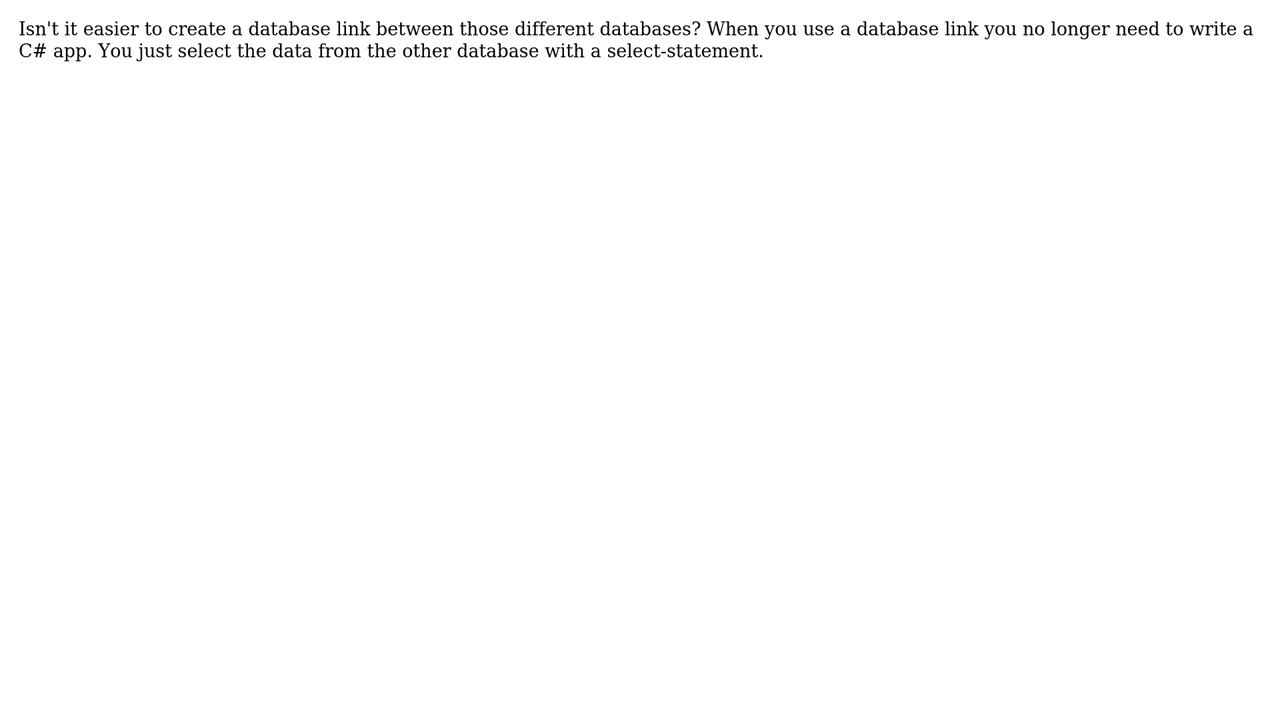 Isn't it easier to create a database link between those different databases? When you use a database link you no longer need to write a
C# app. You just select the data from the other database with a select-statement.